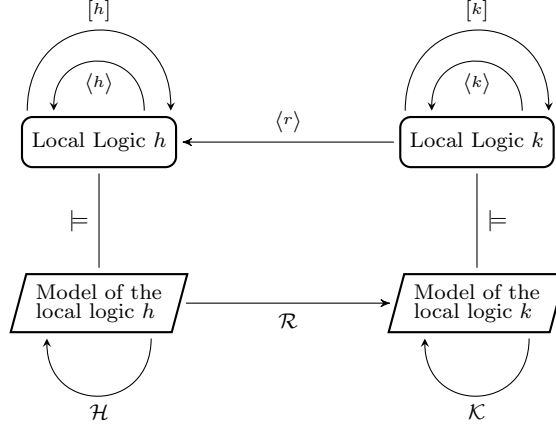 [h]
[k]
⟨h⟩
⟨k⟩
⟨r⟩
Local Logic h
Local Logic k
⊨
⊨
Model of the
local logic h
Model of the
local logic k
ℛ
ℋ
𝒦